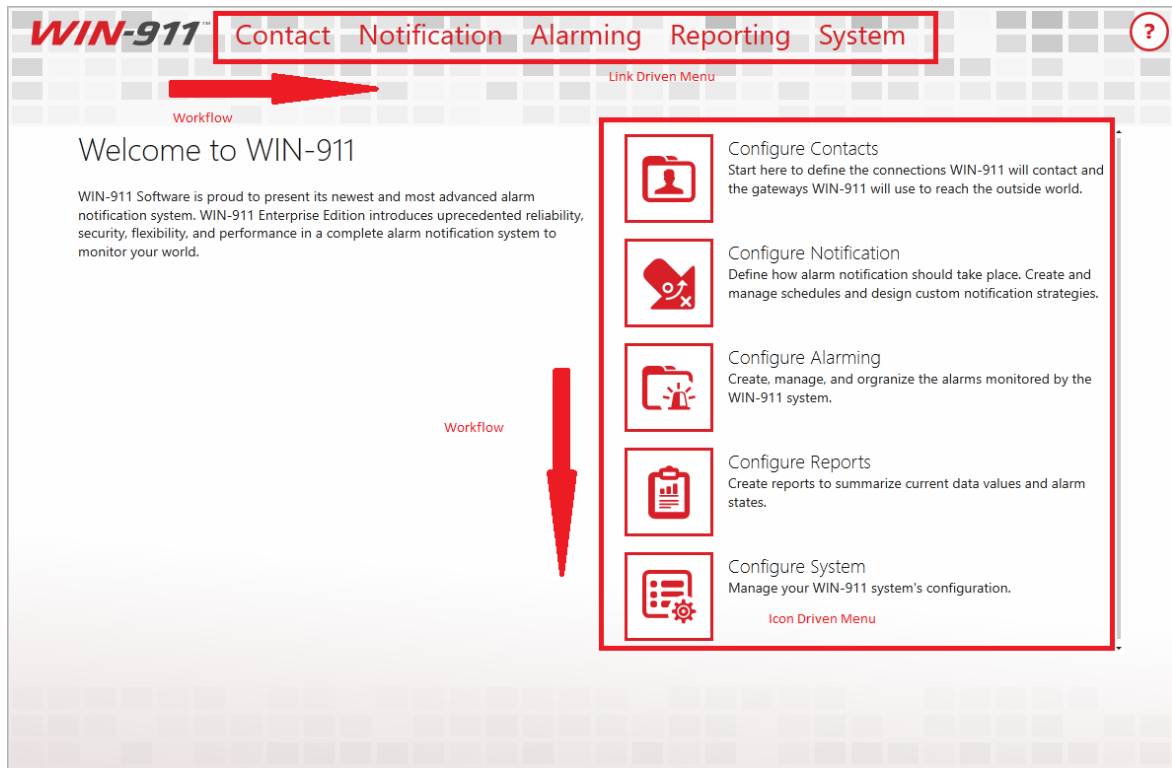 WIN-911™ Contact Notification Alarming Reporting System ?
Link Driven Menu
Workflow
Welcome to WIN-911
WIN-911 Software is proud to present its newest and most advanced alarm
notification system. WIN-911 Enterprise Edition introduces uprecedented reliability,
security, flexibility, and performance in a complete alarm notification system to
monitor your world.
Workflow
Configure Contacts
Start here to define the connections WIN-911 will contact and
the gateways WIN-911 will use to reach the outside world.
Configure Notification
Define how alarm notification should take place. Create and
manage schedules and design custom notification strategies.
Configure Alarming
Create, manage, and orgranize the alarms monitored by the
WIN-911 system.
Configure Reports
Create reports to summarize current data values and alarm
states.
Configure System
Manage your WIN-911 system's configuration.
Icon Driven Menu